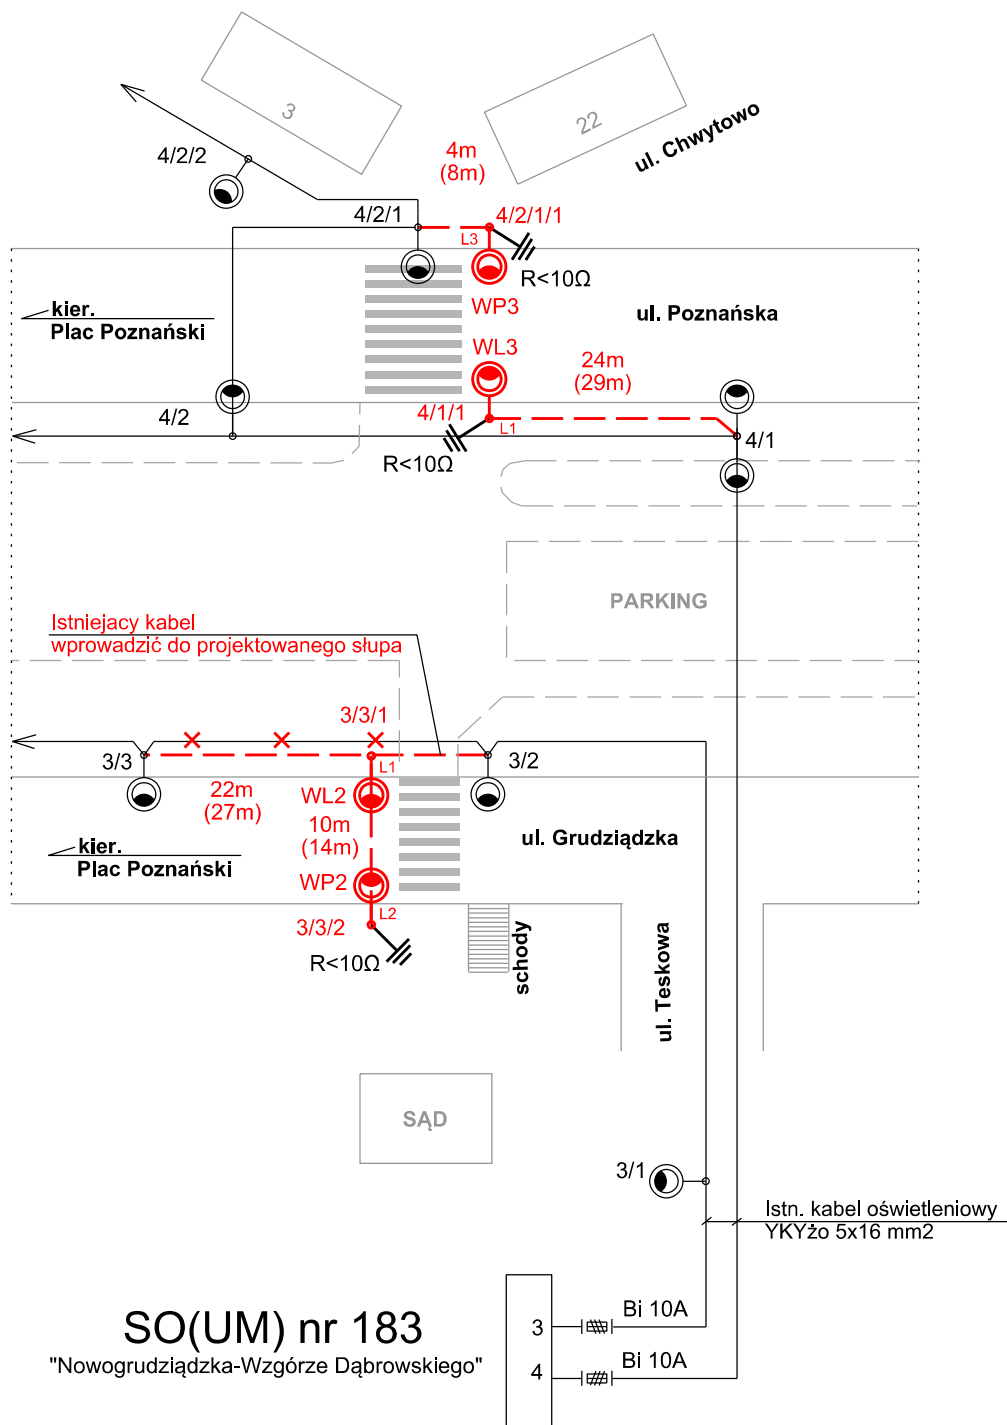 3
22
ul. Chwytowo
4m
(8m)
4/2/2
4/2/1
4/2/1/1
L3
R<10Ω
WP3
kier.
Plac Poznański
ul. Poznańska
WL3
24m
(29m)
4/2
4/1/1
L1
4/1
R<10Ω
PARKING
Istniejacy kabel
wprowadzić do projektowanego słupa
3/3/1
3/3
L1
3/2
22m
(27m)
WL2
10m
(14m)
ul. Grudziądzka
kier.
Plac Poznański
WP2
L2
3/3/2
R<10Ω
schody
ul. Teskowa
SĄD
3/1
Istn. kabel oświetleniowy
YKYżo 5x16 mm2
SO(UM) nr 183
"Nowogrudziądzka-Wzgórze Dąbrowskiego"
3
Bi 10A
4
Bi 10A